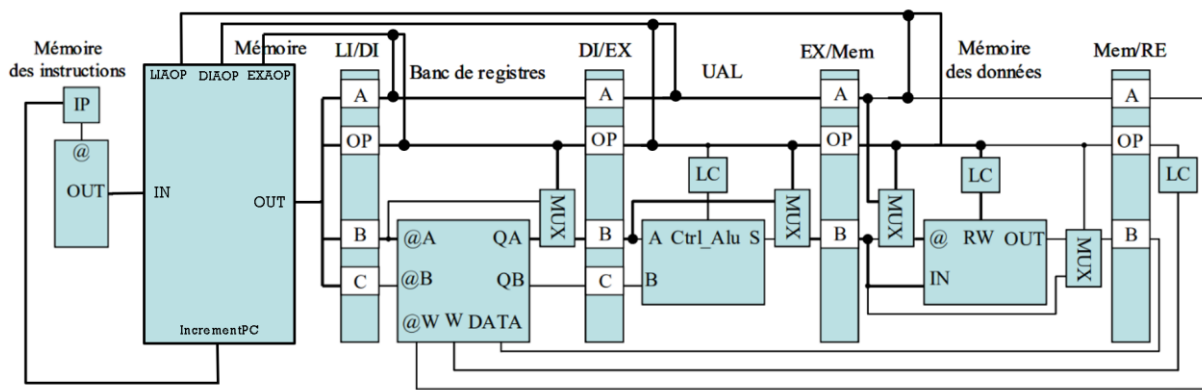 Mémoire
des instructions
IP
@
OUT
LIAOP DIAOP EXAOP
Mémoire
IN
OUT
IncrementPC
LI/DI
A
OP
B
C
Banc de registres
MUX
@A QA
@B QB
@W W DATA
DI/EX
A
OP
B
C
UAL
LC
A Ctrl_Alu S
B
MUX
EX/Mem
A
OP
B
Mémoire
des données
MUX
LC
@ RW OUT
IN
MUX
Mem/RE
A
OP
B
LC